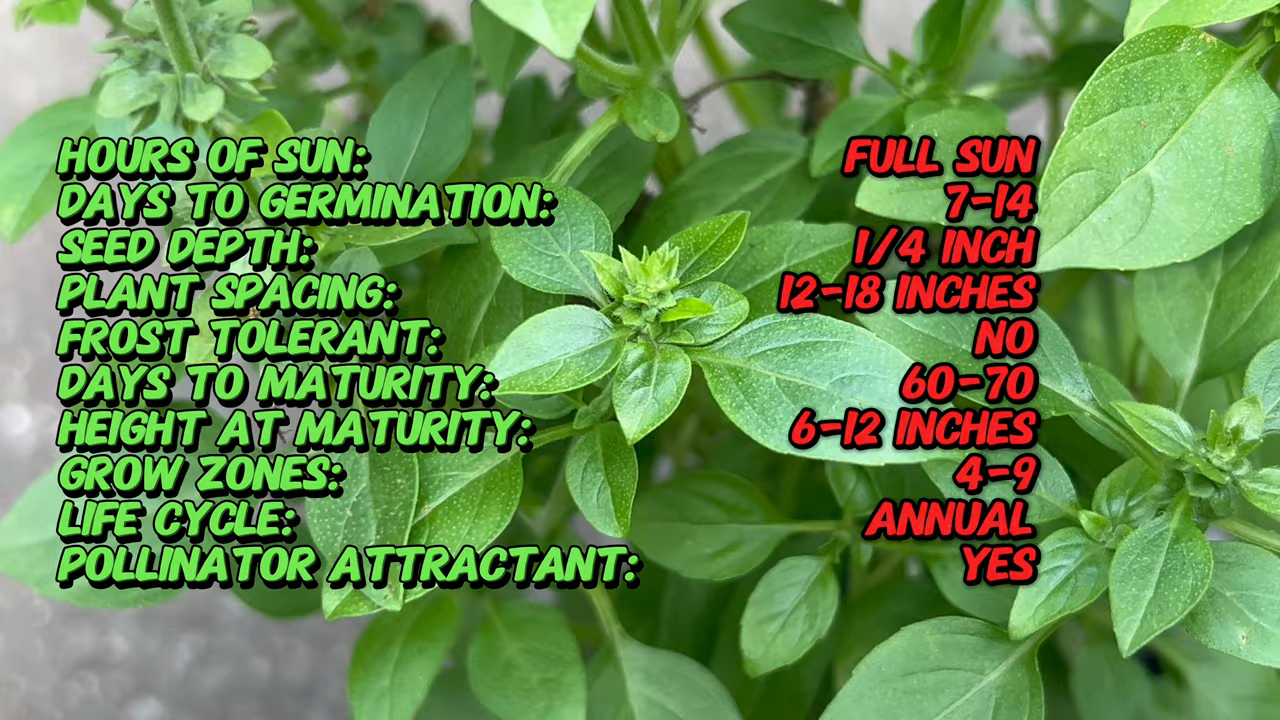 HOURS OF SUN: FULL SUN
DAYS TO GERMINATION: 7-14
SEED DEPTH: 1/4 INCH
PLANT SPACING: 12-18 INCHES
FROST TOLERANT: NO
DAYS TO MATURITY: 60-70
HEIGHT AT MATURITY: 6-12 INCHES
GROW ZONES: 4-9
LIFE CYCLE: ANNUAL
POLLINATOR ATTRACTANT: YES